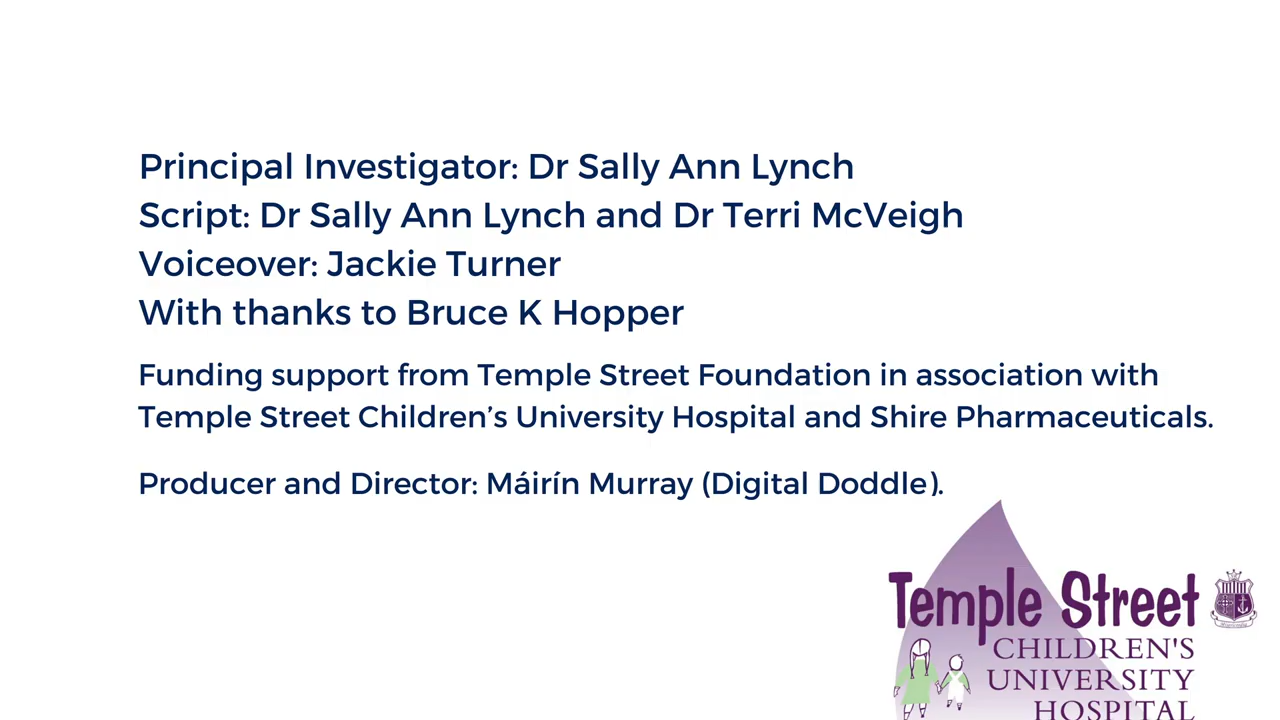 Principal Investigator: Dr Sally Ann Lynch
Script: Dr Sally Ann Lynch and Dr Terri McVeigh
Voiceover: Jackie Turner
With thanks to Bruce K Hopper
Funding support from Temple Street Foundation in association with
Temple Street Children’s University Hospital and Shire Pharmaceuticals.
Producer and Director: Máirín Murray (Digital Doddle).
Temple Street
CHILDREN'S
UNIVERSITY
HOSPITAL